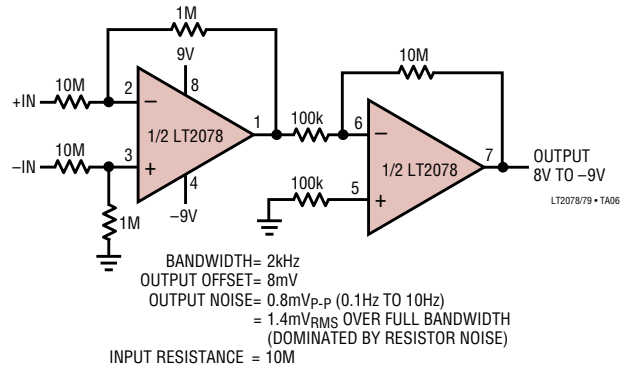 1M
9V
10M
10M
+IN
2
8
–
1
100k
6
–
1/2 LT2078
10M
–IN
3
+
4
–9V
1/2 LT2078
7
OUTPUT
8V TO –9V
100k
5
+
1M
LT2078/79 • TA06
BANDWIDTH= 2kHz
OUTPUT OFFSET= 8mV
OUTPUT NOISE= 0.8mVP-P (0.1Hz TO 10Hz)
= 1.4mVRMS OVER FULL BANDWIDTH
(DOMINATED BY RESISTOR NOISE)
INPUT RESISTANCE = 10M